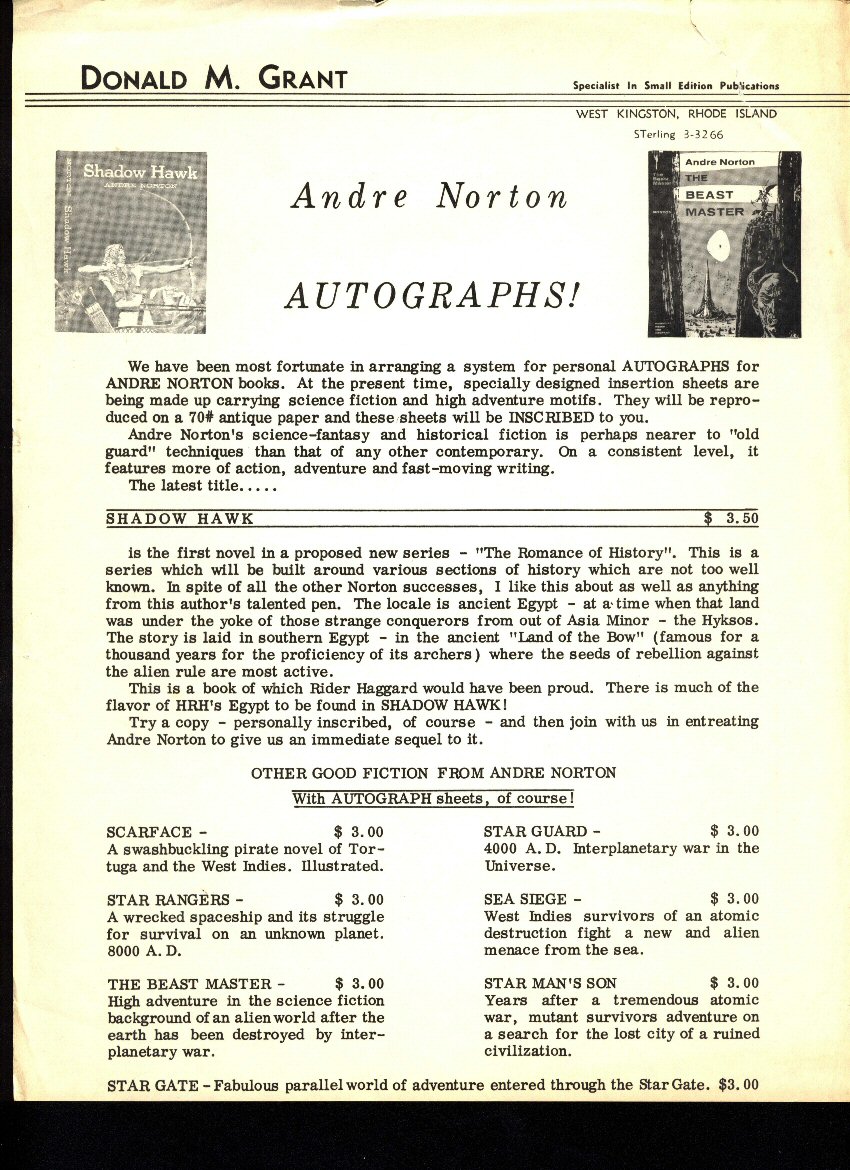 DONALD M. GRANT
Specialist In Small Edition Publications
WEST KINGSTON, RHODE ISLAND
STerling 3-3266
Shadow Hawk
ANDRE NORTON
Shadow Hawk
Andre Norton
THE
BEAST
MASTER
The
Beast
Master
NORTON
Andre Norton
AUTOGRAPHS!
We have been most fortunate in arranging a system for personal AUTOGRAPHS for
ANDRE NORTON books. At the present time, specially designed insertion sheets are
being made up carrying science fiction and high adventure motifs. They will be repro-
duced on a 70# antique paper and these sheets will be INSCRIBED to you.
Andre Norton's science-fantasy and historical fiction is perhaps nearer to "old
guard" techniques than that of any other contemporary. On a consistent level, it
features more of action, adventure and fast-moving writing.
The latest title.....
SHADOW HAWK $ 3.50
is the first novel in a proposed new series - "The Romance of History". This is a
series which will be built around various sections of history which are not too well
known. In spite of all the other Norton successes, I like this about as well as anything
from this author's talented pen. The locale is ancient Egypt - at a time when that land
was under the yoke of those strange conquerors from out of Asia Minor - the Hyksos.
The story is laid in southern Egypt - in the ancient "Land of the Bow" (famous for a
thousand years for the proficiency of its archers) where the seeds of rebellion against
the alien rule are most active.
This is a book of which Rider Haggard would have been proud. There is much of the
flavor of HRH's Egypt to be found in SHADOW HAWK!
Try a copy - personally inscribed, of course - and then join with us in entreating
Andre Norton to give us an immediate sequel to it.
OTHER GOOD FICTION FROM ANDRE NORTON
With AUTOGRAPH sheets, of course!
SCARFACE - $ 3.00
A swashbuckling pirate novel of Tor-
tuga and the West Indies. Illustrated.
STAR RANGERS - $ 3.00
A wrecked spaceship and its struggle
for survival on an unknown planet.
8000 A.D.
THE BEAST MASTER - $ 3.00
High adventure in the science fiction
background of an alien world after the
earth has been destroyed by inter-
planetary war.
STAR GUARD - $ 3.00
4000 A.D. Interplanetary war in the
Universe.
SEA SIEGE - $ 3.00
West Indies survivors of an atomic
destruction fight a new and alien
menace from the sea.
STAR MAN'S SON $ 3.00
Years after a tremendous atomic
war, mutant survivors adventure on
a search for the lost city of a ruined
civilization.
STAR GATE - Fabulous parallel world of adventure entered through the Star Gate. $3.00